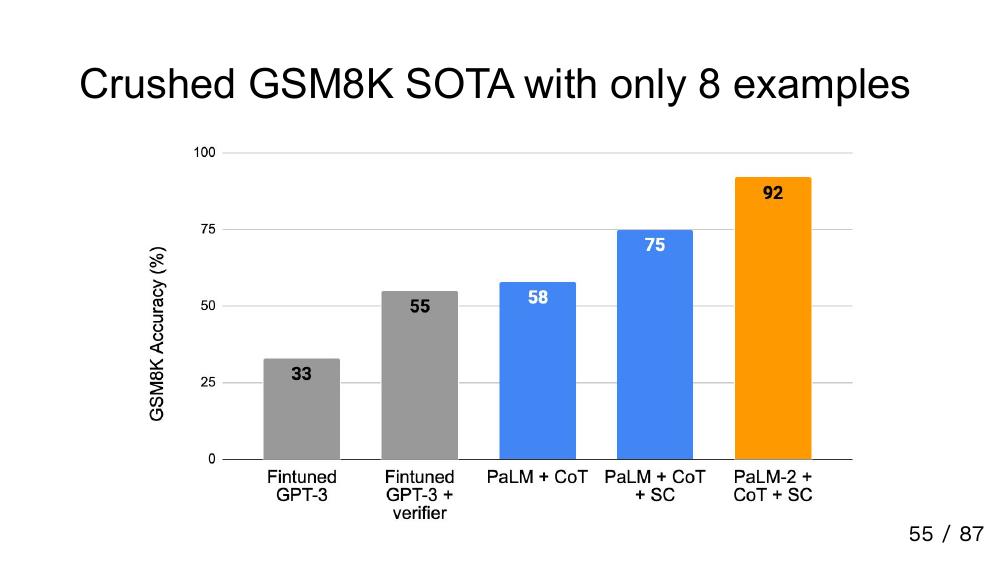 Crushed GSM8K SOTA with only 8 examples
100
75
50
25
0
GSM8K Accuracy (%)
33
55
58
75
92
Fintuned
GPT-3
Fintuned
GPT-3 +
verifier
PaLM + CoT
PaLM + CoT
+ SC
PaLM-2 +
CoT + SC
55 / 87